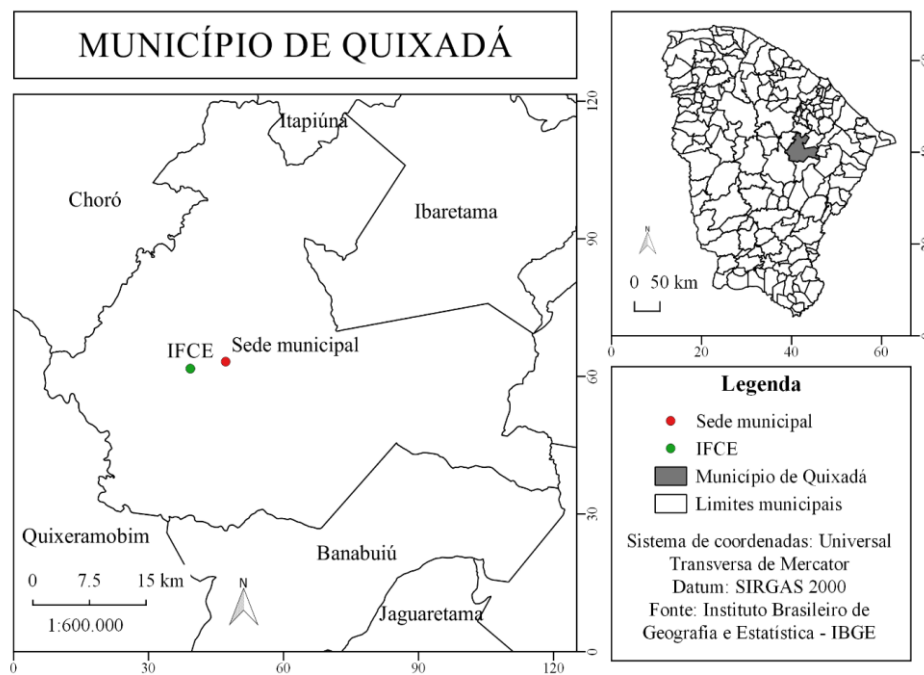 MUNICÍPIO DE QUIXADÁ
Itapiúna
Choró
Ibaretama
IFCE
Sede municipal
Quixeramobim
Banabuiú
Jaguaretama
0 7.5 15 km
1:600.000
N
0 30 60 90 120
120
90
60
30
0
N
0 50 km
0 20 40 60
Legenda
Sede municipal
IFCE
Município de Quixadá
Limites municipais
Sistema de coordenadas: Universal
Transversa de Mercator
Datum: SIRGAS 2000
Fonte: Instituto Brasileiro de
Geografia e Estatística - IBGE